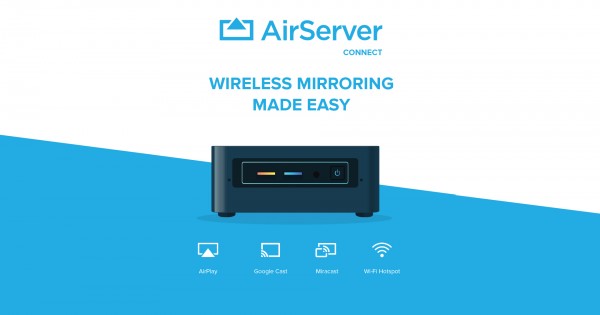 AirServer
CONNECT
WIRELESS MIRRORING
MADE EASY
AirPlay
Google Cast
Miracast
Wi-Fi Hotspot